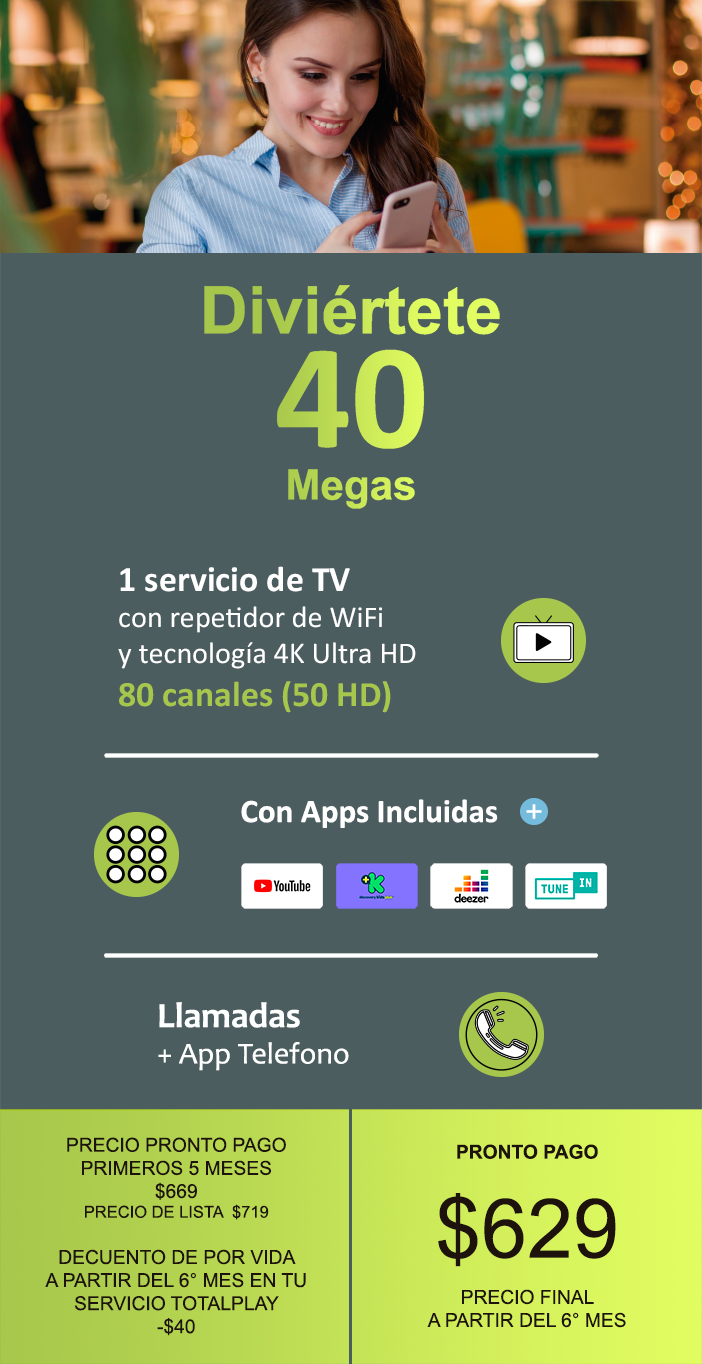 Diviértete
40
Megas
1 servicio de TV
con repetidor de WiFi
y tecnología 4K Ultra HD
80 canales (50 HD)
Con Apps Incluidas +
YouTube
+K
deezer
TUNE IN
Llamadas
+ App Telefono
PRECIO PRONTO PAGO
PRIMEROS 5 MESES
$669
PRECIO DE LISTA $719
DECUENTO DE POR VIDA
A PARTIR DEL 6° MES EN TU
SERVICIO TOTALPLAY
-$40
PRONTO PAGO
$629
PRECIO FINAL
A PARTIR DEL 6° MES